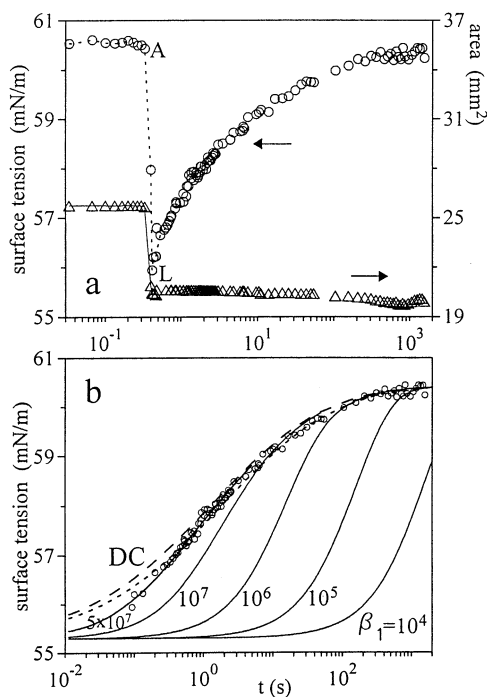 61
59
57
55
surface tension (mN/m)
37
35
31
25
19
area (mm²)
A
L
a
10⁻¹
10¹
10³
61
59
57
55
surface tension (mN/m)
b
DC
5x10⁷
10⁷
10⁶
10⁵
β₁=10⁴
10⁻²
10⁰
10²
t (s)